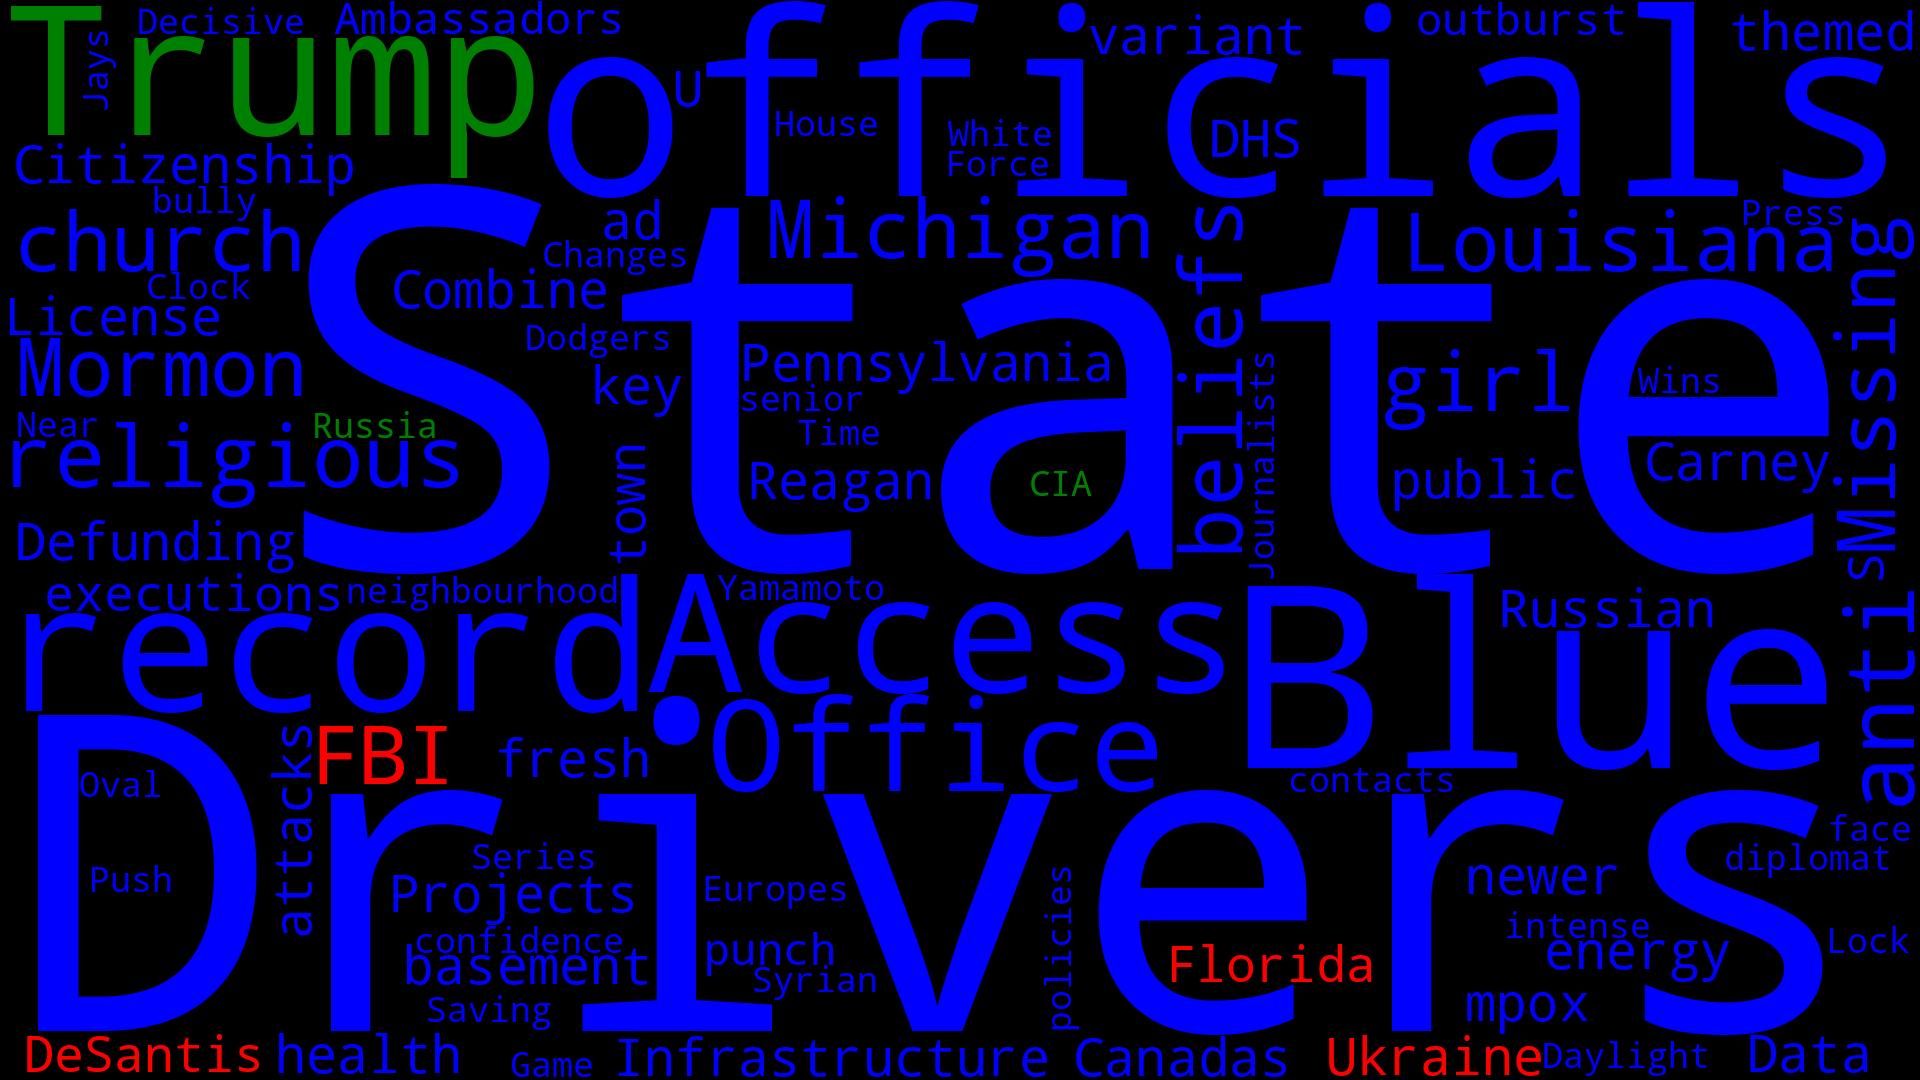 Trump
Decisive
Ambassadors
Jays
officials
U
variant
outburst
themed
House
White
Force
DHS
Citizenship
bully
church
Clock
License
Mormon
Near
religious
Russia
State
ad
Changes
Combine
Dodgers
key
Michigan
Pennsylvania
senior
Time
Reagan
CIA
town
beliefs
Journalists
Louisiana
Press
girl
Wins
public
Carney
Missing
s
Defunding
executions
neighbourhood
record
Access
Yamamoto
Blue
Russian
anti
Drivers
Oval
Push
attacks
FBI
fresh
Office
contacts
Series
Projects
confidence
basement
Saving
Europes
punch
Syrian
policies
Florida
newer
intense
energy
mpox
face
diplomat
Lock
DeSantis
health
Game
Infrastructure
Canadas
Ukraine
Daylight
Data